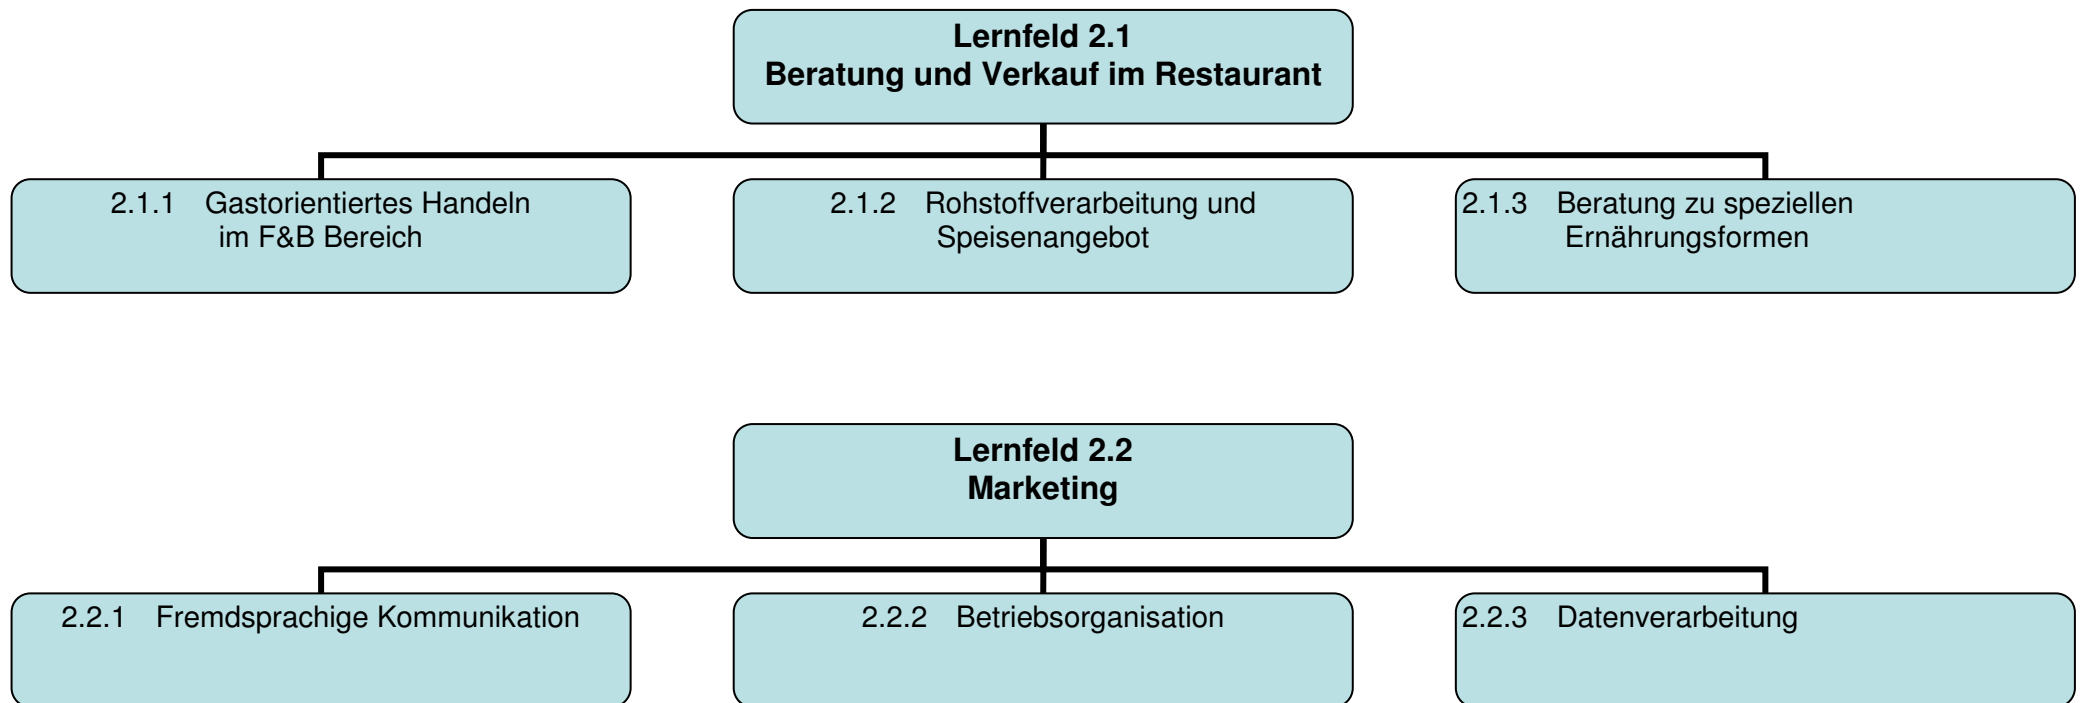 Lernfeld 2.1
Beratung und Verkauf im Restaurant
2.1.1 Gastorientiertes Handeln
im F&B Bereich
2.1.2 Rohstoffverarbeitung und
Speisenangebot
2.1.3 Beratung zu speziellen
Ernährungsformen
Lernfeld 2.2
Marketing
2.2.1 Fremdsprachige Kommunikation
2.2.2 Betriebsorganisation
2.2.3 Datenverarbeitung